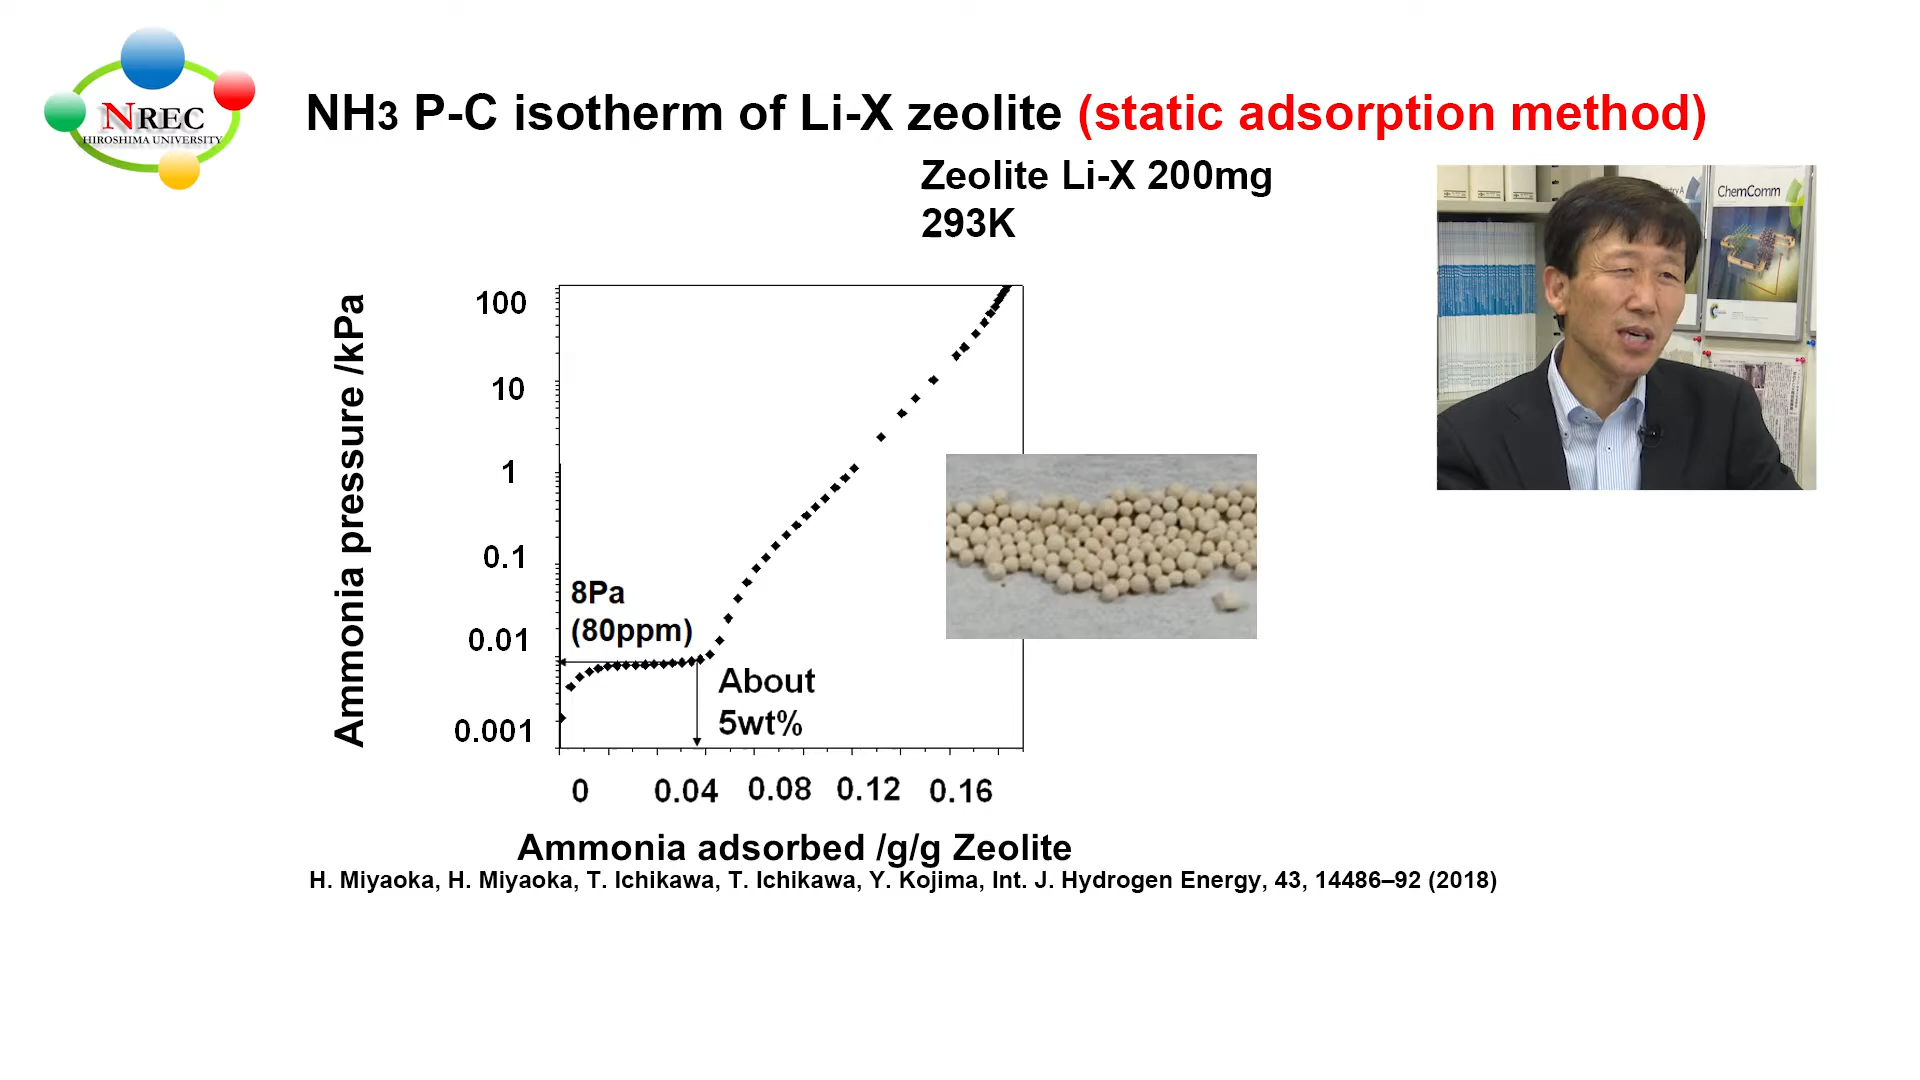 NREC
HIROSHIMA UNIVERSITY
NH3 P-C isotherm of Li-X zeolite (static adsorption method)
Zeolite Li-X 200mg
293K
ChemComm
Ammonia pressure /kPa
100
10
1
0.1
0.01
0.001
8Pa
(80ppm)
About
5wt%
0 0.04 0.08 0.12 0.16
Ammonia adsorbed /g/g Zeolite
H. Miyaoka, H. Miyaoka, T. Ichikawa, T. Ichikawa, Y. Kojima, Int. J. Hydrogen Energy, 43, 14486–92 (2018)